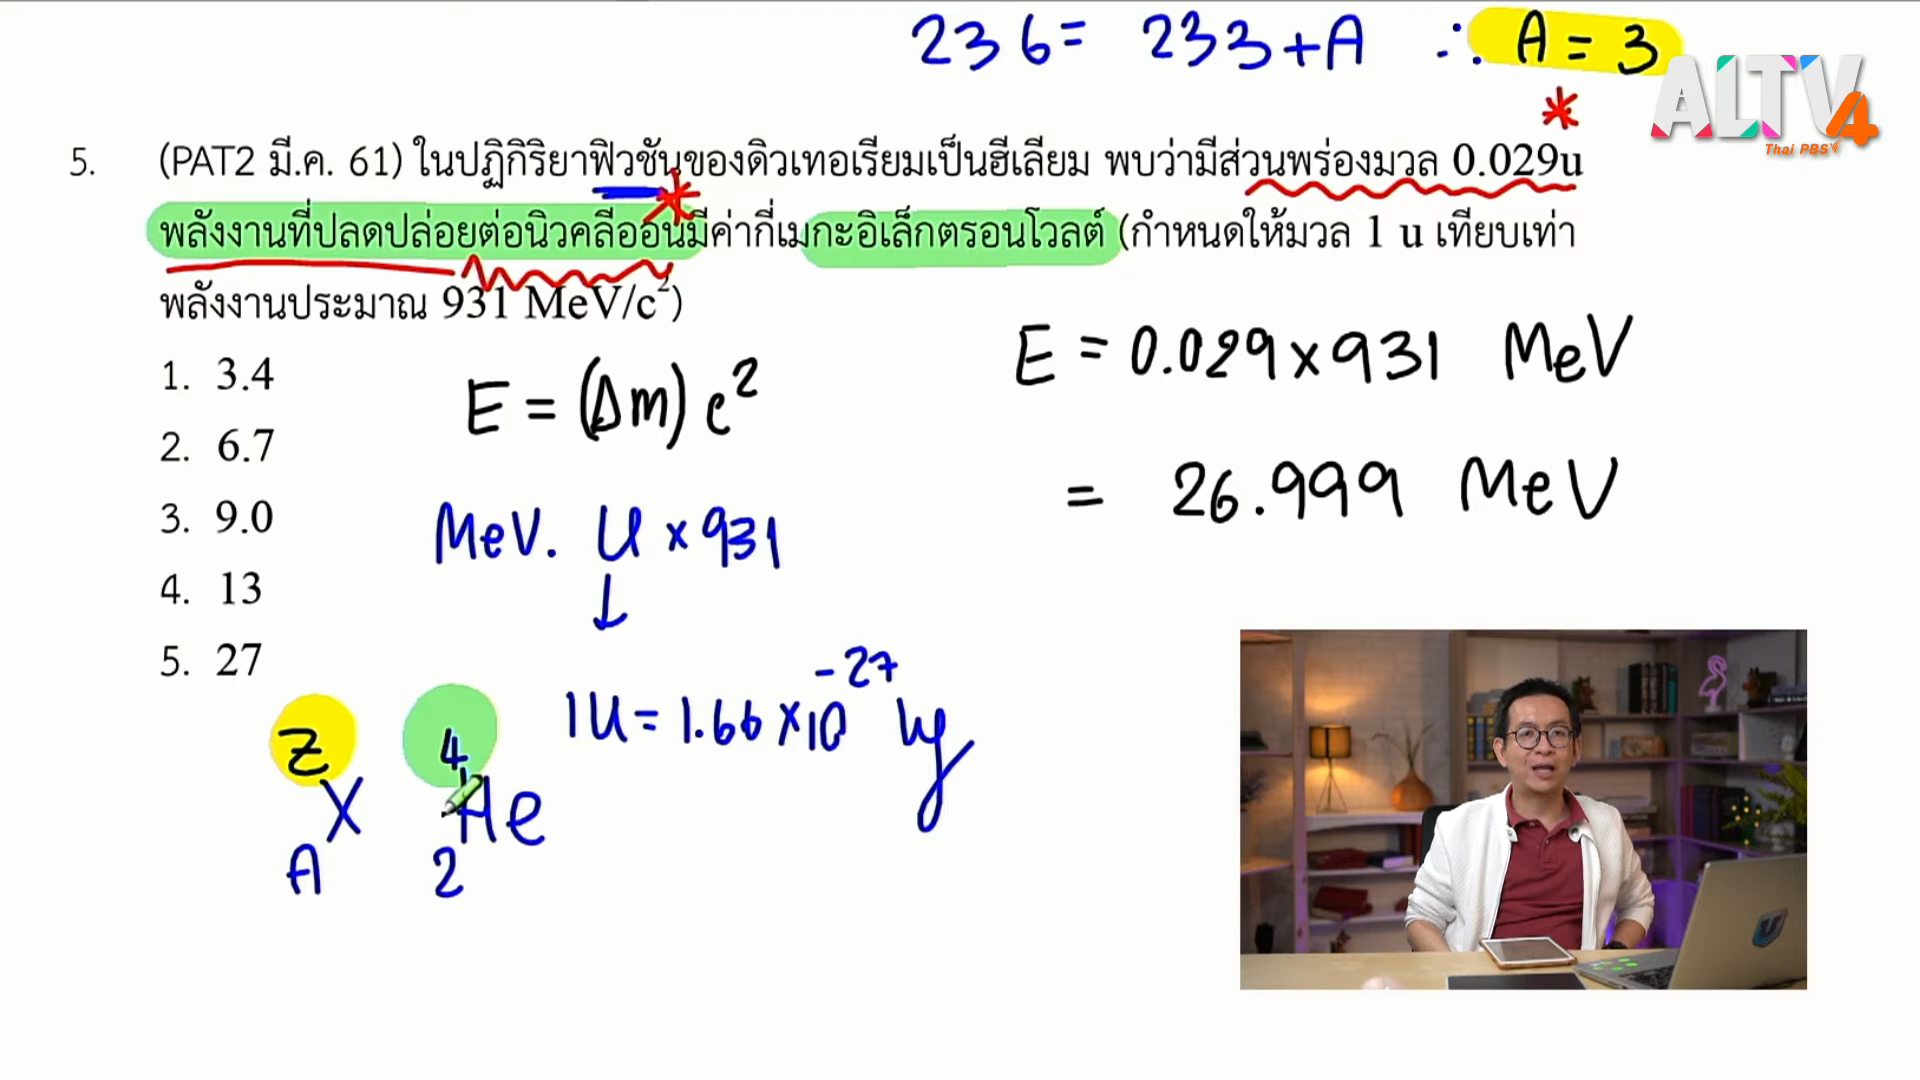 236 = 233 + A ∴ A = 3
ALTV4
Thai PBS
5. (PAT2 มี.ค. 61) ในปฏิกิริยาฟิวชันของดิวเทอเรียมเป็นฮีเลียม พบว่ามีส่วนพร่องมวล 0.029u
พลังงานที่ปลดปล่อยต่อนิวคลีออนมีค่ากี่เมกะอิเล็กตรอนโวลต์ (กำหนดให้มวล 1 u เทียบเท่า
พลังงานประมาณ 931 MeV/c²)
1. 3.4
2. 6.7
3. 9.0
4. 13
5. 27
E = (Δm) c²
MeV. u × 931
↓
1u = 1.66 × 10⁻²⁷ kg
Z
X
A
4
He
2
E = 0.029 × 931 MeV
= 26.999 MeV